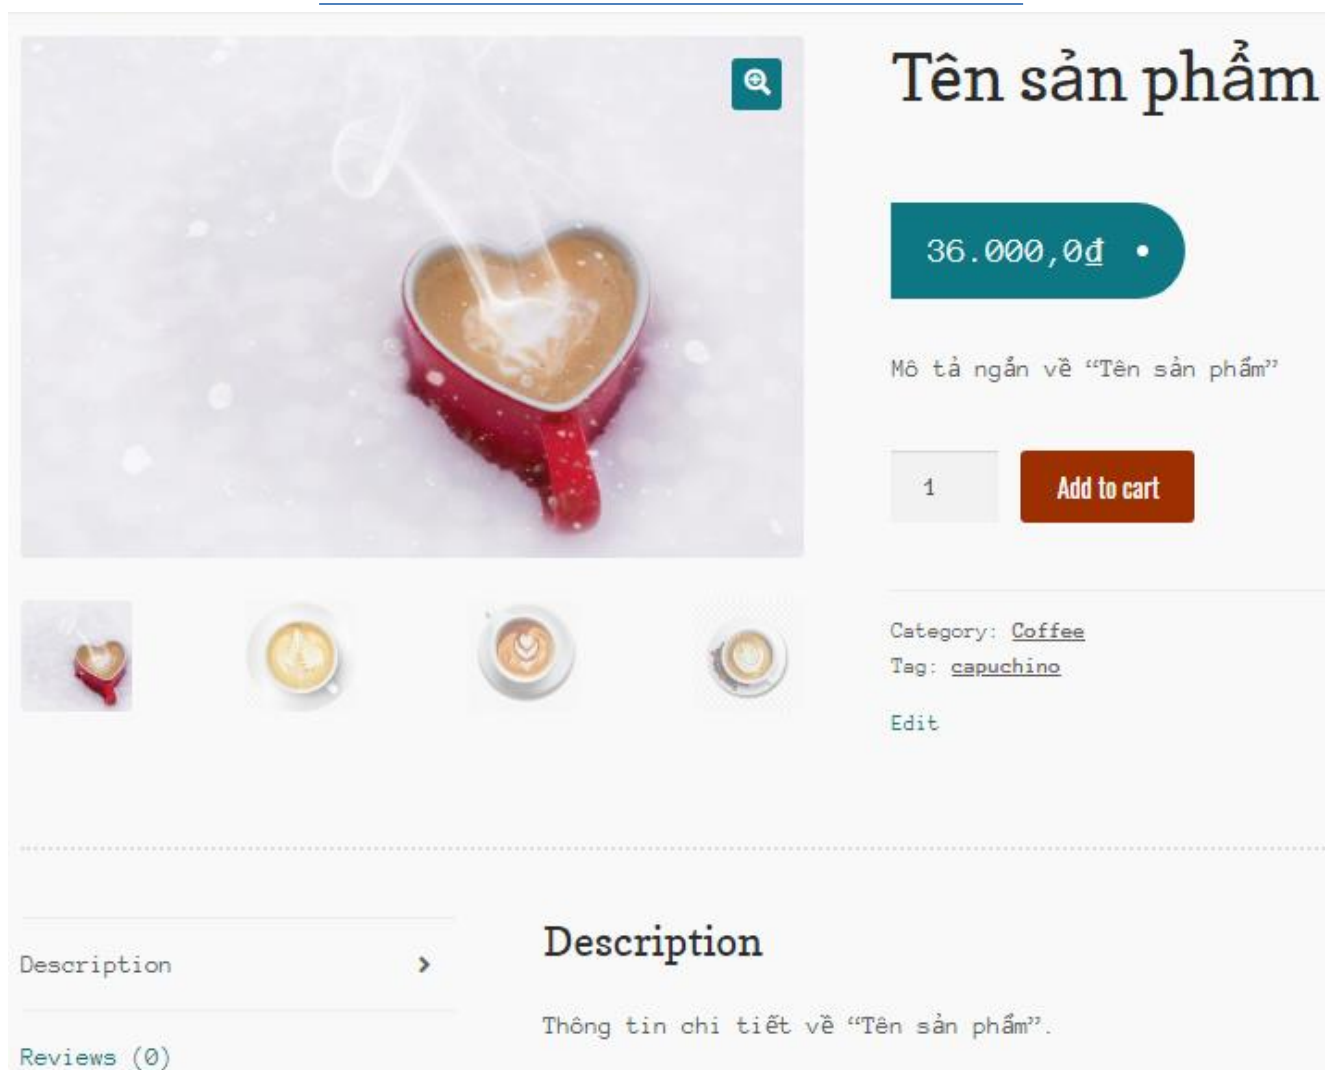 Tên sản phẩm
36.000,0₫
Mô tả ngắn về “Tên sản phẩm”
1
Add to cart
Category: Coffee
Tag: capuchino
Edit
Description
Reviews (0)
Description
Thông tin chi tiết về “Tên sản phẩm”.